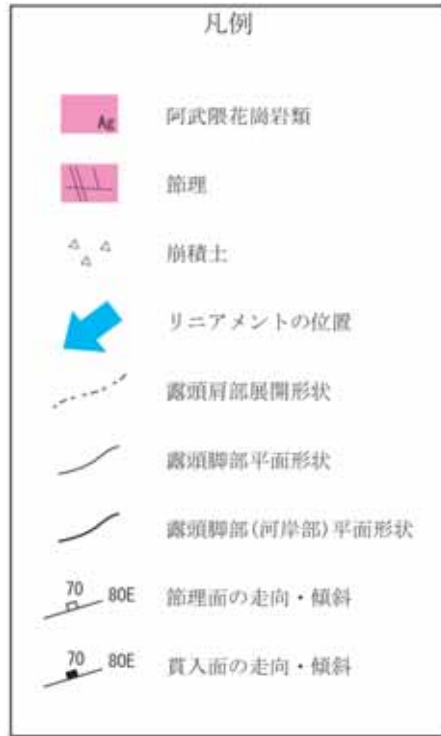 凡例
Ag 阿武隈花崗岩類
節理
崩積土
リニアメントの位置
露頭肩部展開形状
露頭脚部平面形状
露頭脚部(河岸部)平面形状
70 80E 節理面の走向・傾斜
70 80E 貫入面の走向・傾斜